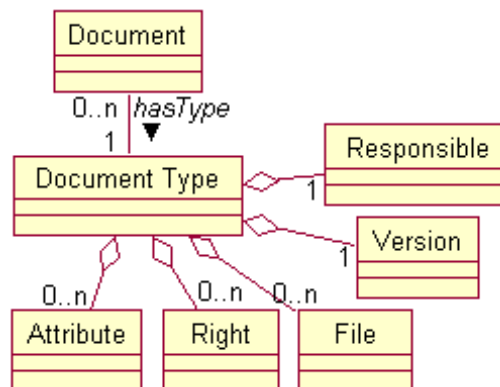 Document
0..n hasType
1
Document Type
Responsible
1
Version
1
0..n
0..n
0..n
Attribute
Right
File